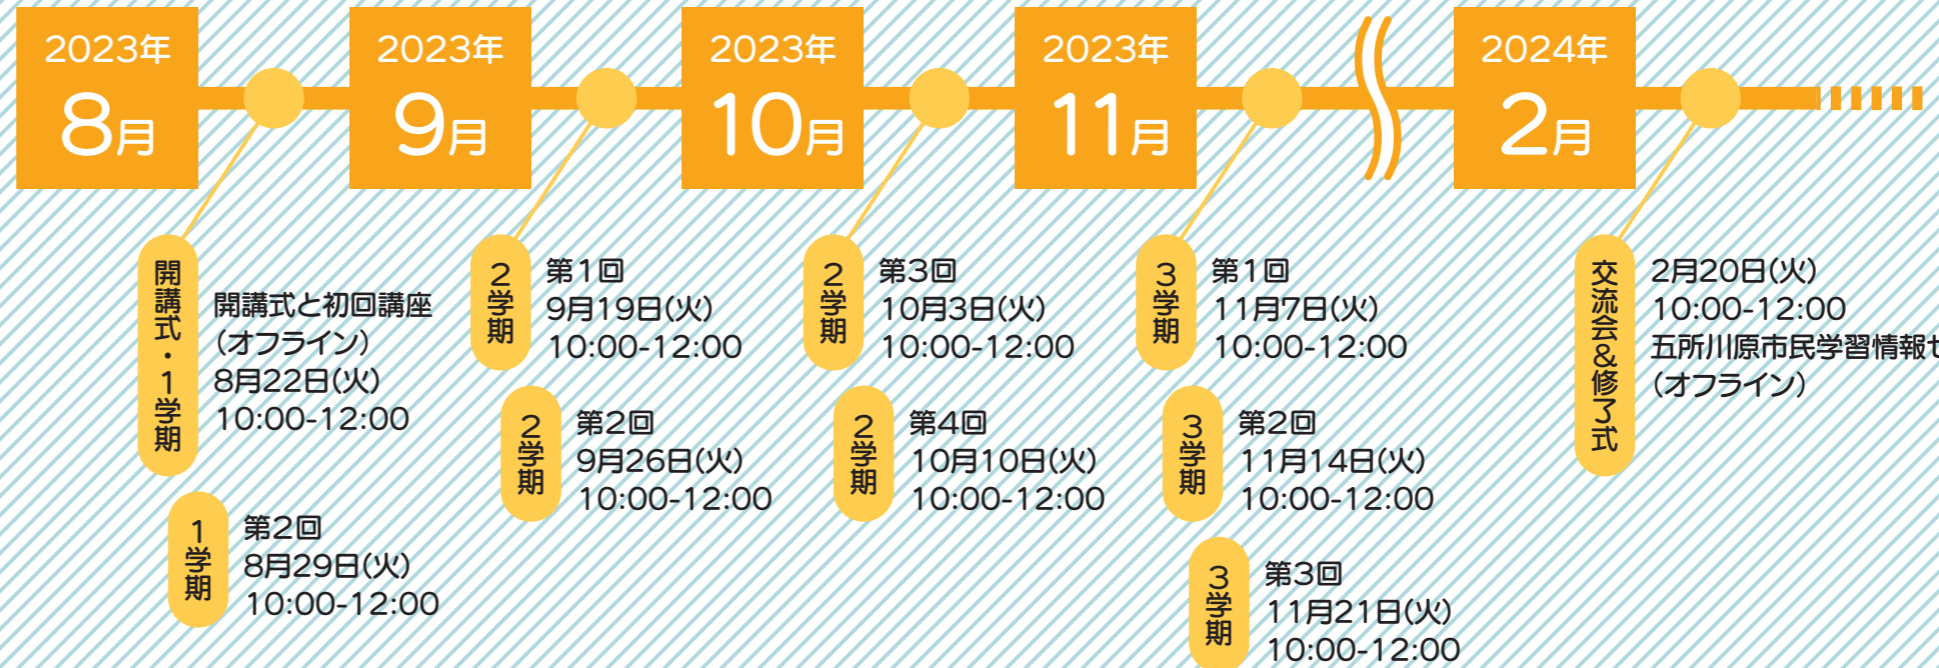 2023年
8月
2023年
9月
2023年
10月
2023年
11月
2024年
2月
開講式・1学期
開講式と初回講座
(オフライン)
8月22日(火)
10:00-12:00
1学期
第2回
8月29日(火)
10:00-12:00
2学期
第1回
9月19日(火)
10:00-12:00
2学期
第2回
9月26日(火)
10:00-12:00
2学期
第3回
10月3日(火)
10:00-12:00
2学期
第4回
10月10日(火)
10:00-12:00
3学期
第1回
11月7日(火)
10:00-12:00
3学期
第2回
11月14日(火)
10:00-12:00
3学期
第3回
11月21日(火)
10:00-12:00
交流会&修了式
2月20日(火)
10:00-12:00
五所川原市民学習情報
(オフライン)